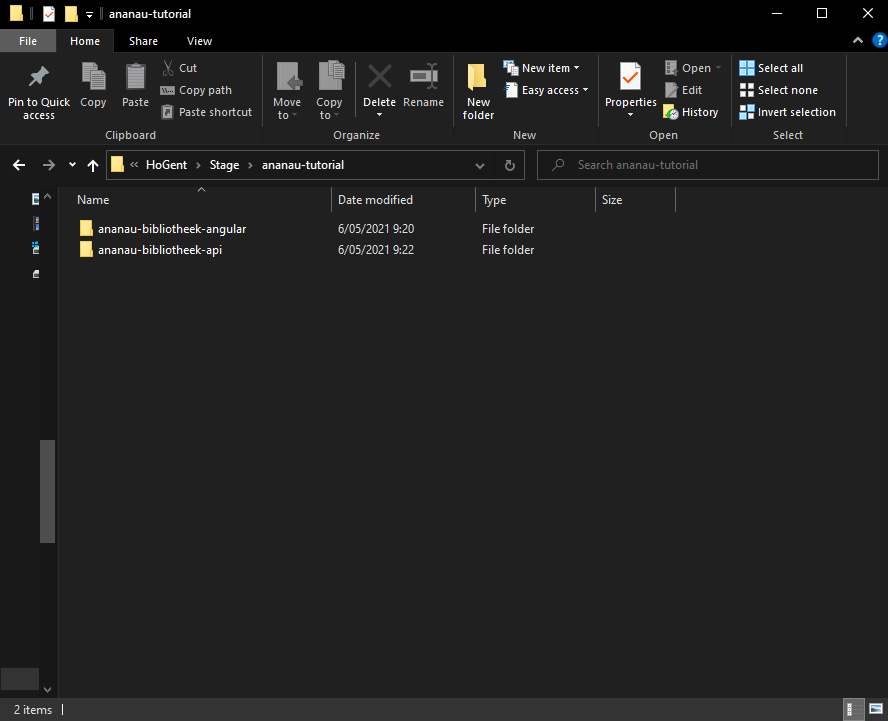 ananau-tutorial
File Home Share View
Pin to Quick access
Copy
Paste
Cut
Copy path
Paste shortcut
Clipboard
Move to
Copy to
Delete
Rename
Organize
New folder
New item
Easy access
New
Properties
Open
Edit
History
Open
Select all
Select none
Invert selection
Select
« HoGent › Stage › ananau-tutorial
Search ananau-tutorial
Name Date modified Type Size
ananau-bibliotheek-angular 6/05/2021 9:20 File folder
ananau-bibliotheek-api 6/05/2021 9:22 File folder
2 items